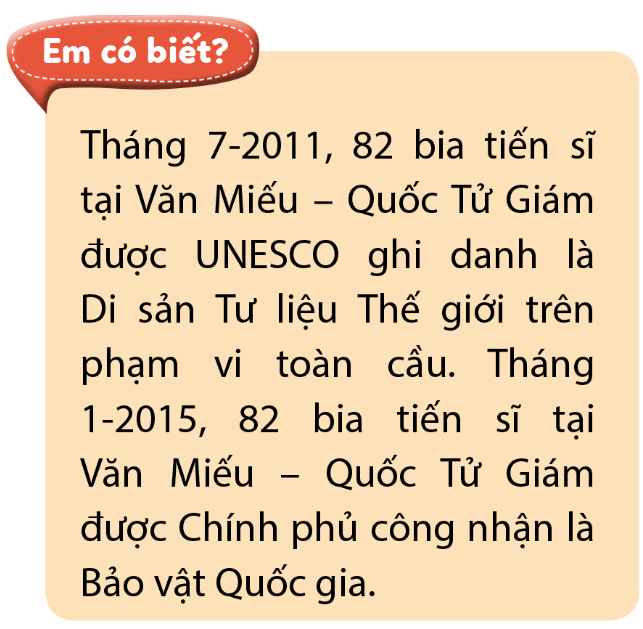 Em có biết?
Tháng 7-2011, 82 bia tiến sĩ
tại Văn Miếu – Quốc Tử Giám
được UNESCO ghi danh là
Di sản Tư liệu Thế giới trên
phạm vi toàn cầu. Tháng
1-2015, 82 bia tiến sĩ tại
Văn Miếu – Quốc Tử Giám
được Chính phủ công nhận là
Bảo vật Quốc gia.